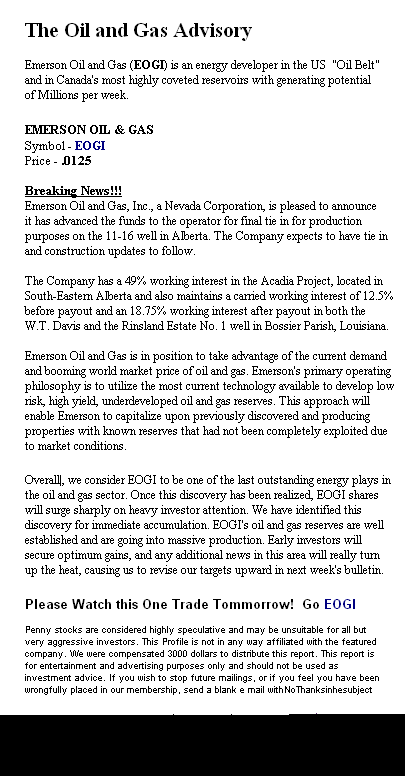 The Oil and Gas Advisory
Emerson Oil and Gas (EOGI) is an energy developer in the US "Oil Belt"
and in Canada's most highly coveted reservoirs with generating potential
of Millions per week.
EMERSON OIL & GAS
Symbol - EOGI
Price - .0125
Breaking News!!!
Emerson Oil and Gas, Inc., a Nevada Corporation, is pleased to announce
it has advanced the funds to the operator for final tie in for production
purposes on the 11-16 well in Alberta. The Company expects to have tie in
and construction updates to follow.
The Company has a 49% working interest in the Acadia Project, located in
South-Eastern Alberta and also maintains a carried working interest of 12.5%
before payout and an 18.75% working interest after payout in both the
W.T. Davis and the Rinsland Estate No. 1 well in Bossier Parish, Louisiana.
Emerson Oil and Gas is in position to take advantage of the current demand
and booming world market price of oil and gas. Emerson's primary operating
philosophy is to utilize the most current technology available to develop low
risk, high yield, underdeveloped oil and gas reserves. This approach will
enable Emerson to capitalize upon previously discovered and producing
properties with known reserves that had not been completely exploited due
to market conditions.
Overall, we consider EOGI to be one of the last outstanding energy plays in
the oil and gas sector. Once this discovery has been realized, EOGI shares
will surge sharply on heavy investor attention. We have identified this
discovery for immediate accumulation. EOGI's oil and gas reserves are well
established and are going into massive production. Early investors will
secure optimum gains, and any additional news in this area will really turn
up the heat, causing us to revise our targets upward in next week's bulletin.
Please Watch this One Trade Tommorrow! Go EOGI
Penny stocks are considered highly speculative and may be unsuitable for all but
very aggressive investors. This Profile is not in any way affiliated with the featured
company. We were compensated 3000 dollars to distribute this report. This report is
for entertainment and advertising purposes only and should not be used as
investment advice. If you wish to stop future mailings, or if you feel you have been
wrongfully placed in our membership, send a blank e mail withNoThanksinhesubject